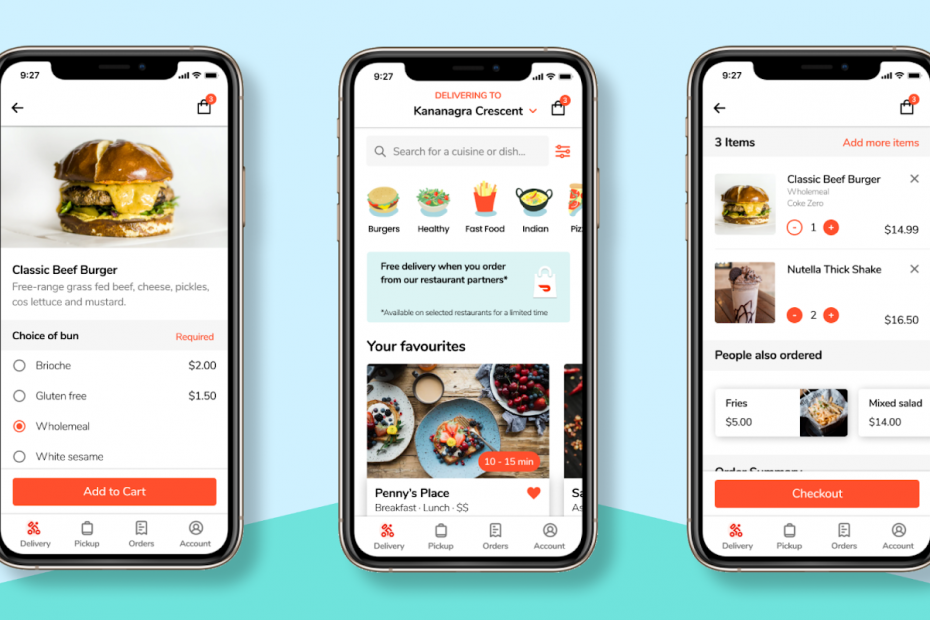 9:27
3
Classic Beef Burger
Free-range grass fed beef, cheese, pickles,
cos lettuce and mustard.
Choice of bun Required
Brioche $2.00
Gluten free $1.50
Wholemeal
White sesame
Add to Cart
Delivery Pickup Orders Account
9:27
DELIVERING TO
Kananagra Crescent
3
Search for a cuisine or dish...
Burgers Healthy Fast Food Indian Piz
Free delivery when you order
from our restaurant partners*
*Available on selected restaurants for a limited time
Your favourites
10 - 15 min
Penny's Place Sa
Breakfast · Lunch · $$ As
Delivery Pickup Orders Account
9:27
3
3 Items Add more items
Classic Beef Burger
Wholemeal
Coke Zero
- 1 + $14.99
Nutella Thick Shake
- 2 + $16.50
People also ordered
Fries Mixed salad
$5.00 $14.00
Order Summary
Checkout
Delivery Pickup Orders Account